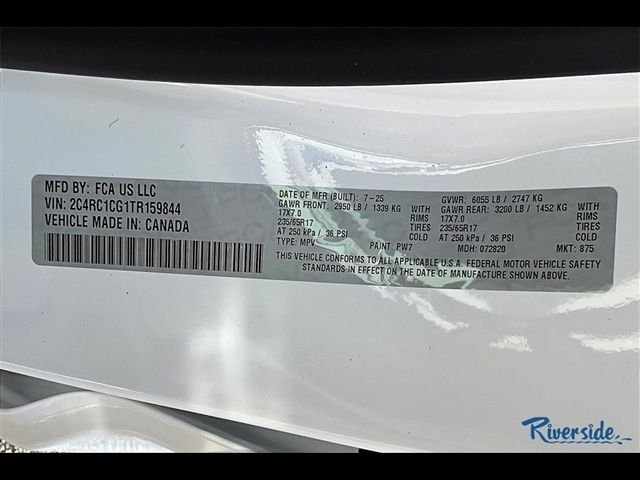 MFD BY: FCA US LLC
VIN: 2C4RC1CG1TR159844
VEHICLE MADE IN: CANADA
DATE OF MFR (BUILT): 7-25 GVWR: 6055 LB / 2747 KG
GAWR FRONT: 2950 LB / 1339 KG WITH GAWR REAR: 3200 LB / 1452 KG WITH
17X7.0 RIMS 17X7.0 RIMS
235/65R17 TIRES 235/65R17 TIRES
AT 250 kPa / 36 PSI COLD AT 250 kPa / 36 PSI COLD
TYPE: MPV PAINT: PW7 MDH: 072820 MKT: 875
THIS VEHICLE CONFORMS TO ALL APPLICABLE U.S.A. FEDERAL MOTOR VEHICLE SAFETY
STANDARDS IN EFFECT ON THE DATE OF MANUFACTURE SHOWN ABOVE.
Riverside